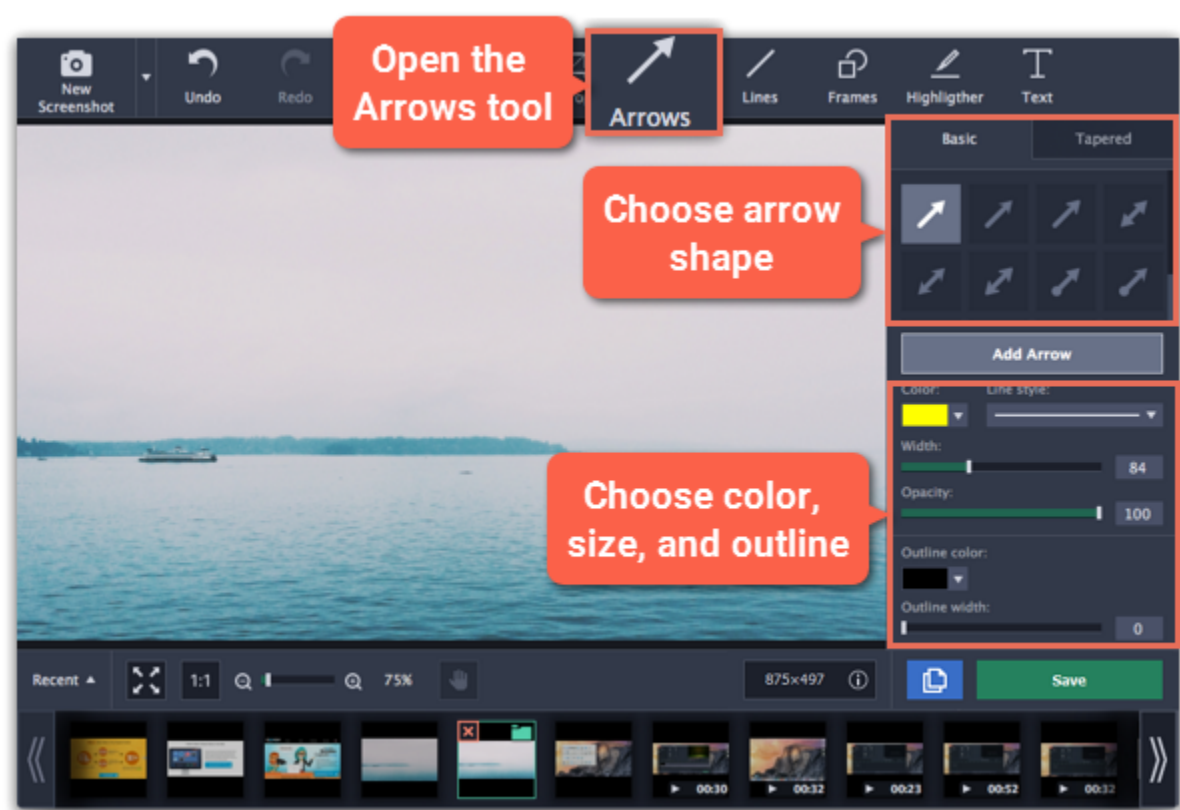 New
Screenshot
Undo
Redo
Open the
Arrows tool
Arrows
Lines
Frames
Highligther
Text
Basic
Tapered
Choose arrow
shape
Add Arrow
Color:
Line style:
Width:
84
Opacity:
100
Choose color,
size, and outline
Outline color:
Outline width:
0
Recent
1:1
75%
875×497
Save
00:30
00:32
00:23
00:52
00:32